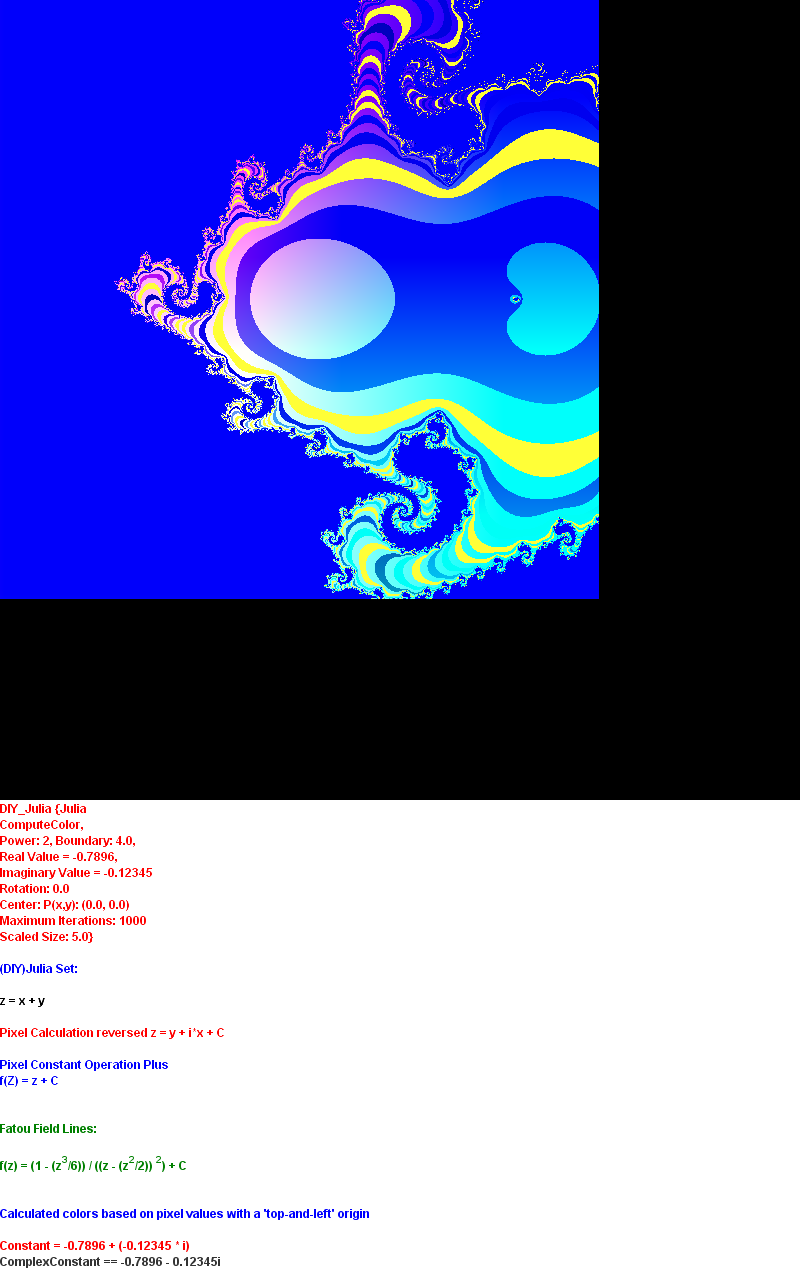 DIY_Julia {Julia
ComputeColor,
Power: 2, Boundary: 4.0,
Real Value = -0.7896,
Imaginary Value = -0.12345
Rotation: 0.0
Center: P(x,y): (0.0, 0.0)
Maximum Iterations: 1000
Scaled Size: 5.0}
(DIY)Julia Set:
z = x + y
Pixel Calculation reversed z = y + i*x + C
Pixel Constant Operation Plus
f(Z) = z + C
Fatou Field Lines:
f(z) = (1 - (z^3/6)) / ((z - (z^2/2)) ^2) + C
Calculated colors based on pixel values with a 'top-and-left' origin
Constant = -0.7896 + (-0.12345 * i)
ComplexConstant == -0.7896 - 0.12345i